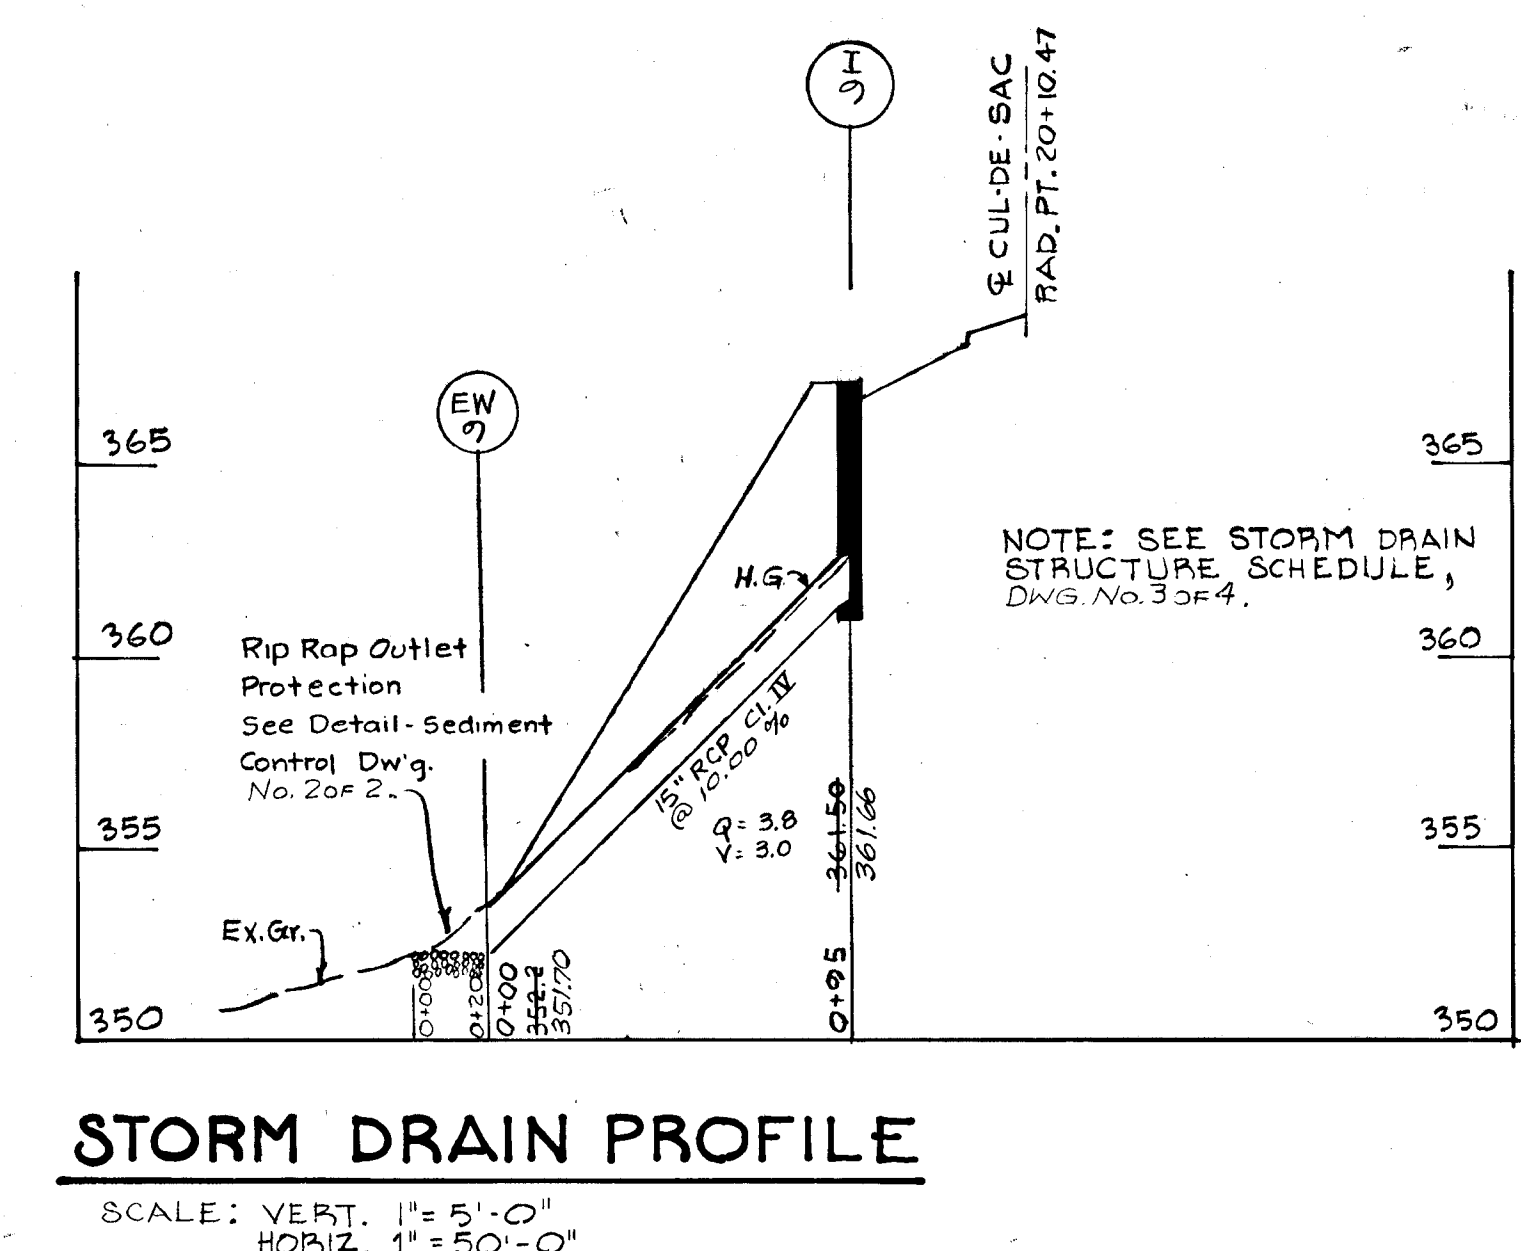 I
9
₵ CUL-DE-SAC
RAD. PT. 20+10.47
EW
9
365
365
H.G.
NOTE: SEE STORM DRAIN
STRUCTURE SCHEDULE,
DWG. No. 3 OF 4.
360
360
Rip Rap Outlet
Protection
See Detail - Sediment
Control Dw'g.
No. 2 OF 2.
15" RCP Cl. IV
@ 10.00 %
Q = 3.8
V = 3.0
361.50
361.66
355
355
Ex. Gr.
0+00
0+20
0+00
352.2
351.70
0+95
350
350
STORM DRAIN PROFILE
SCALE: VERT. 1" = 5'-0"
HORIZ. 1" = 50'-0"